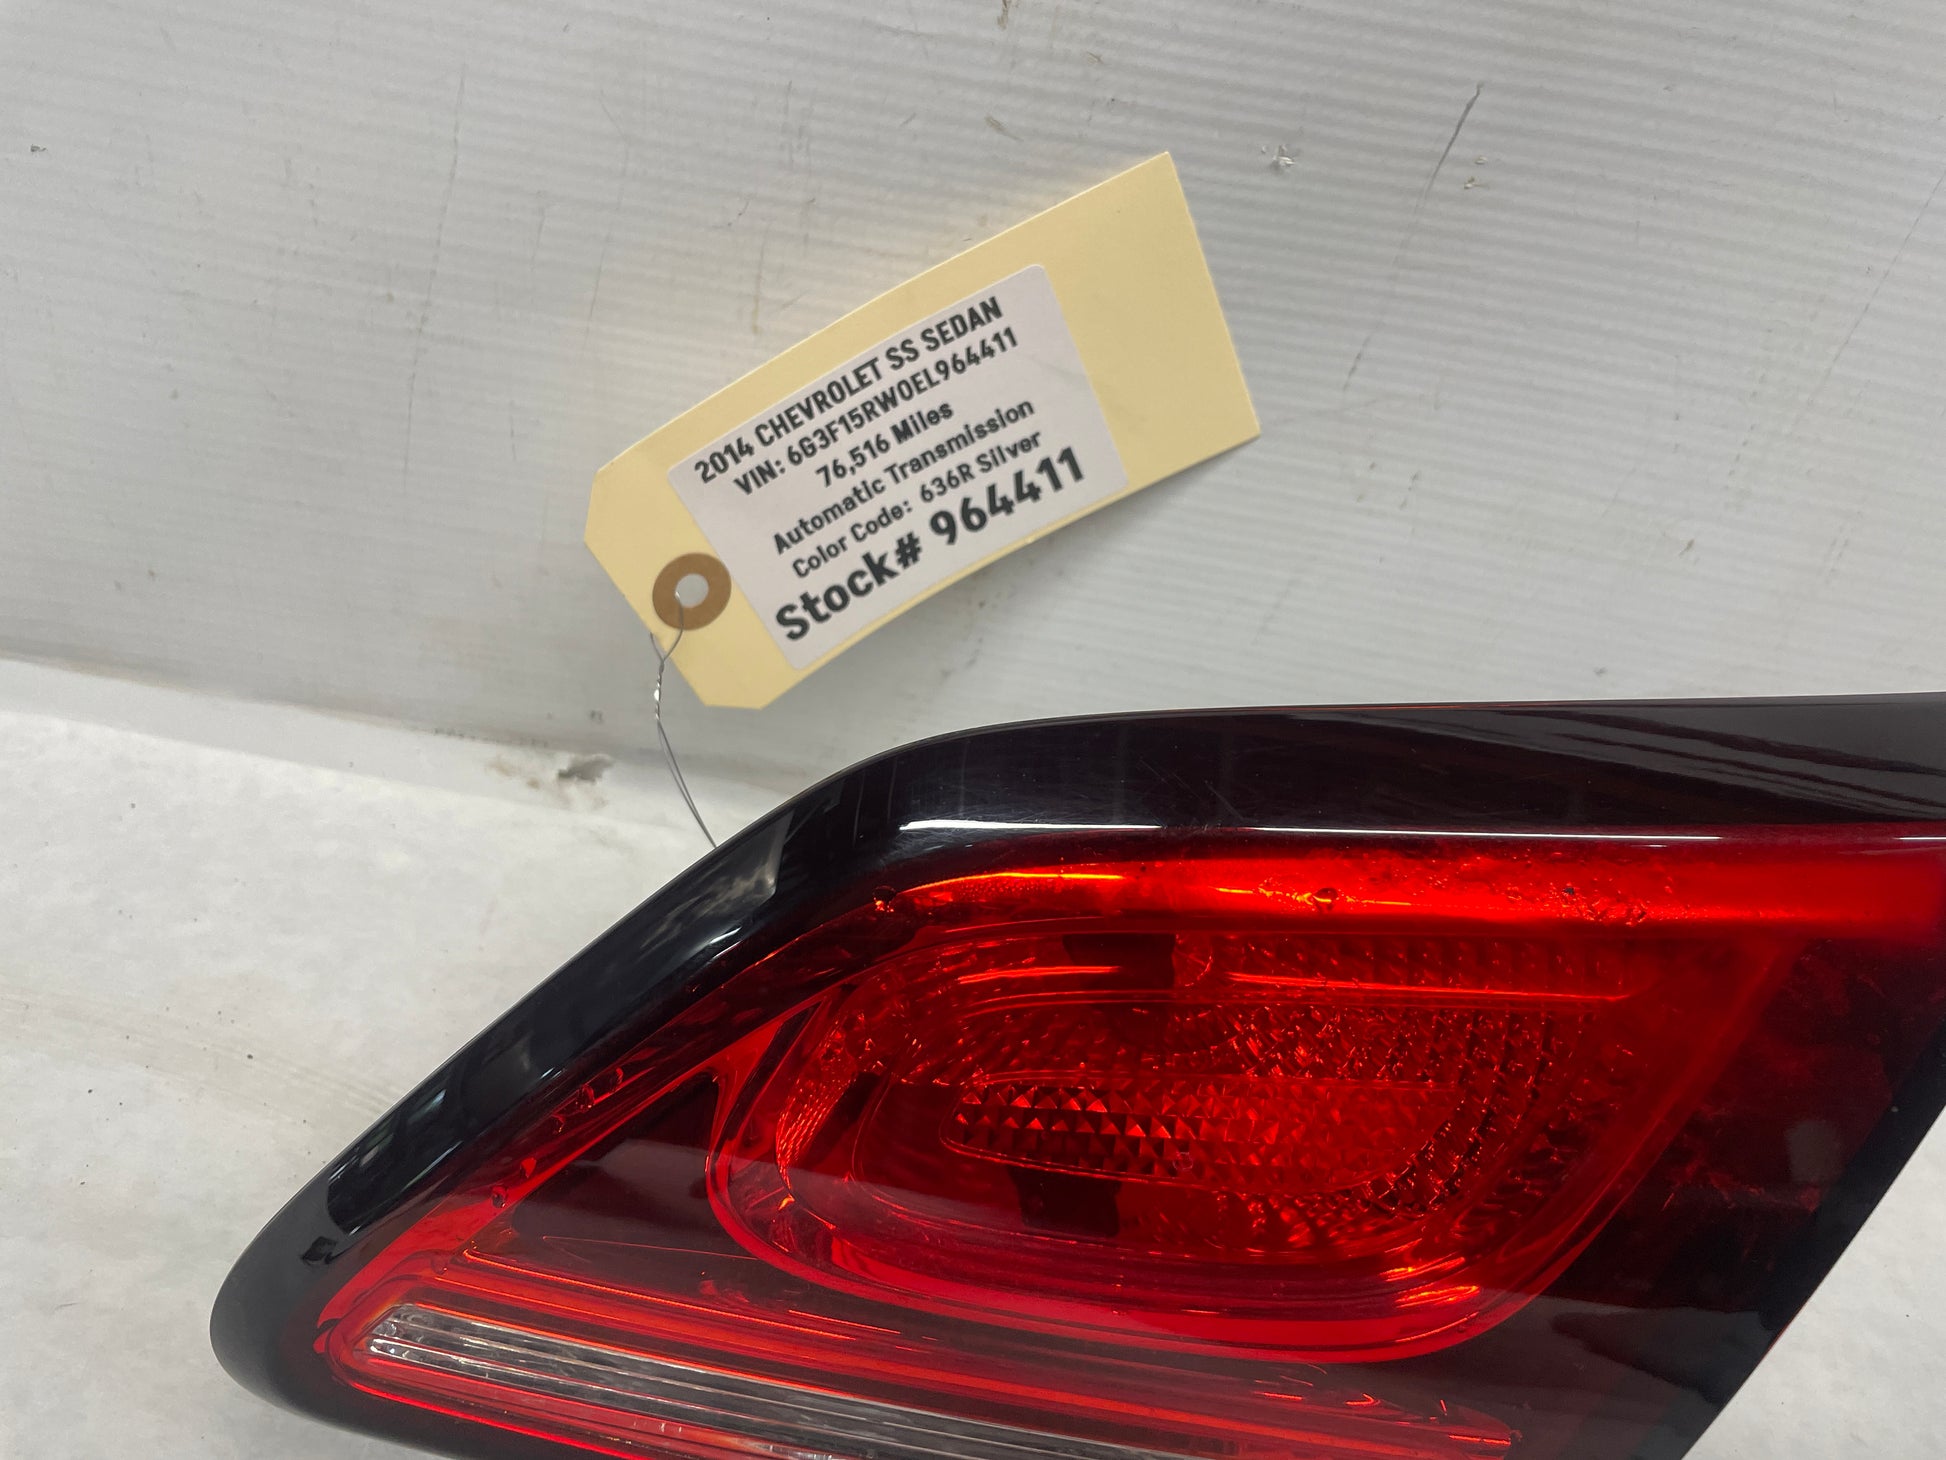 2014 CHEVROLET SS SEDAN
VIN: 6G3F15RW0EL964411
76,516 Miles
Automatic Transmission
Color Code: 636R Silver
Stock# 964411